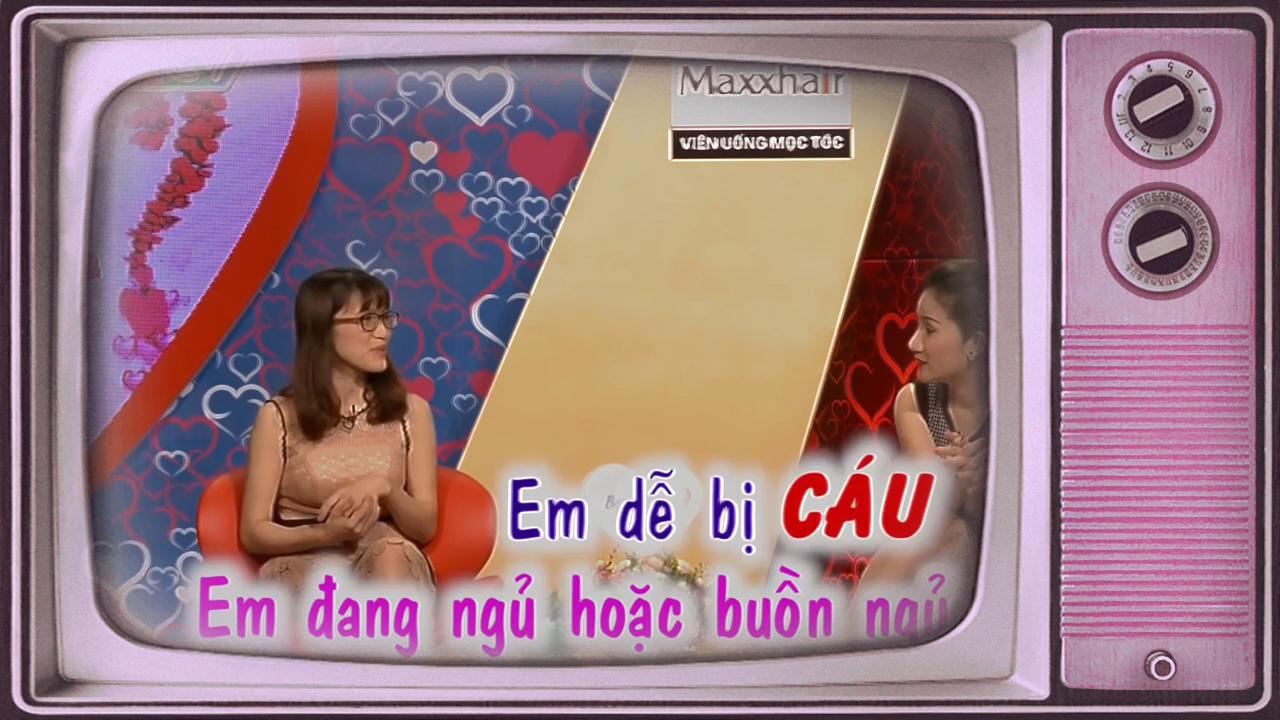 Maxxhair
VIÊN UỐNG MỌC TÓC
Em dễ bị CÁU
Em đang ngủ hoặc buồn ngủ